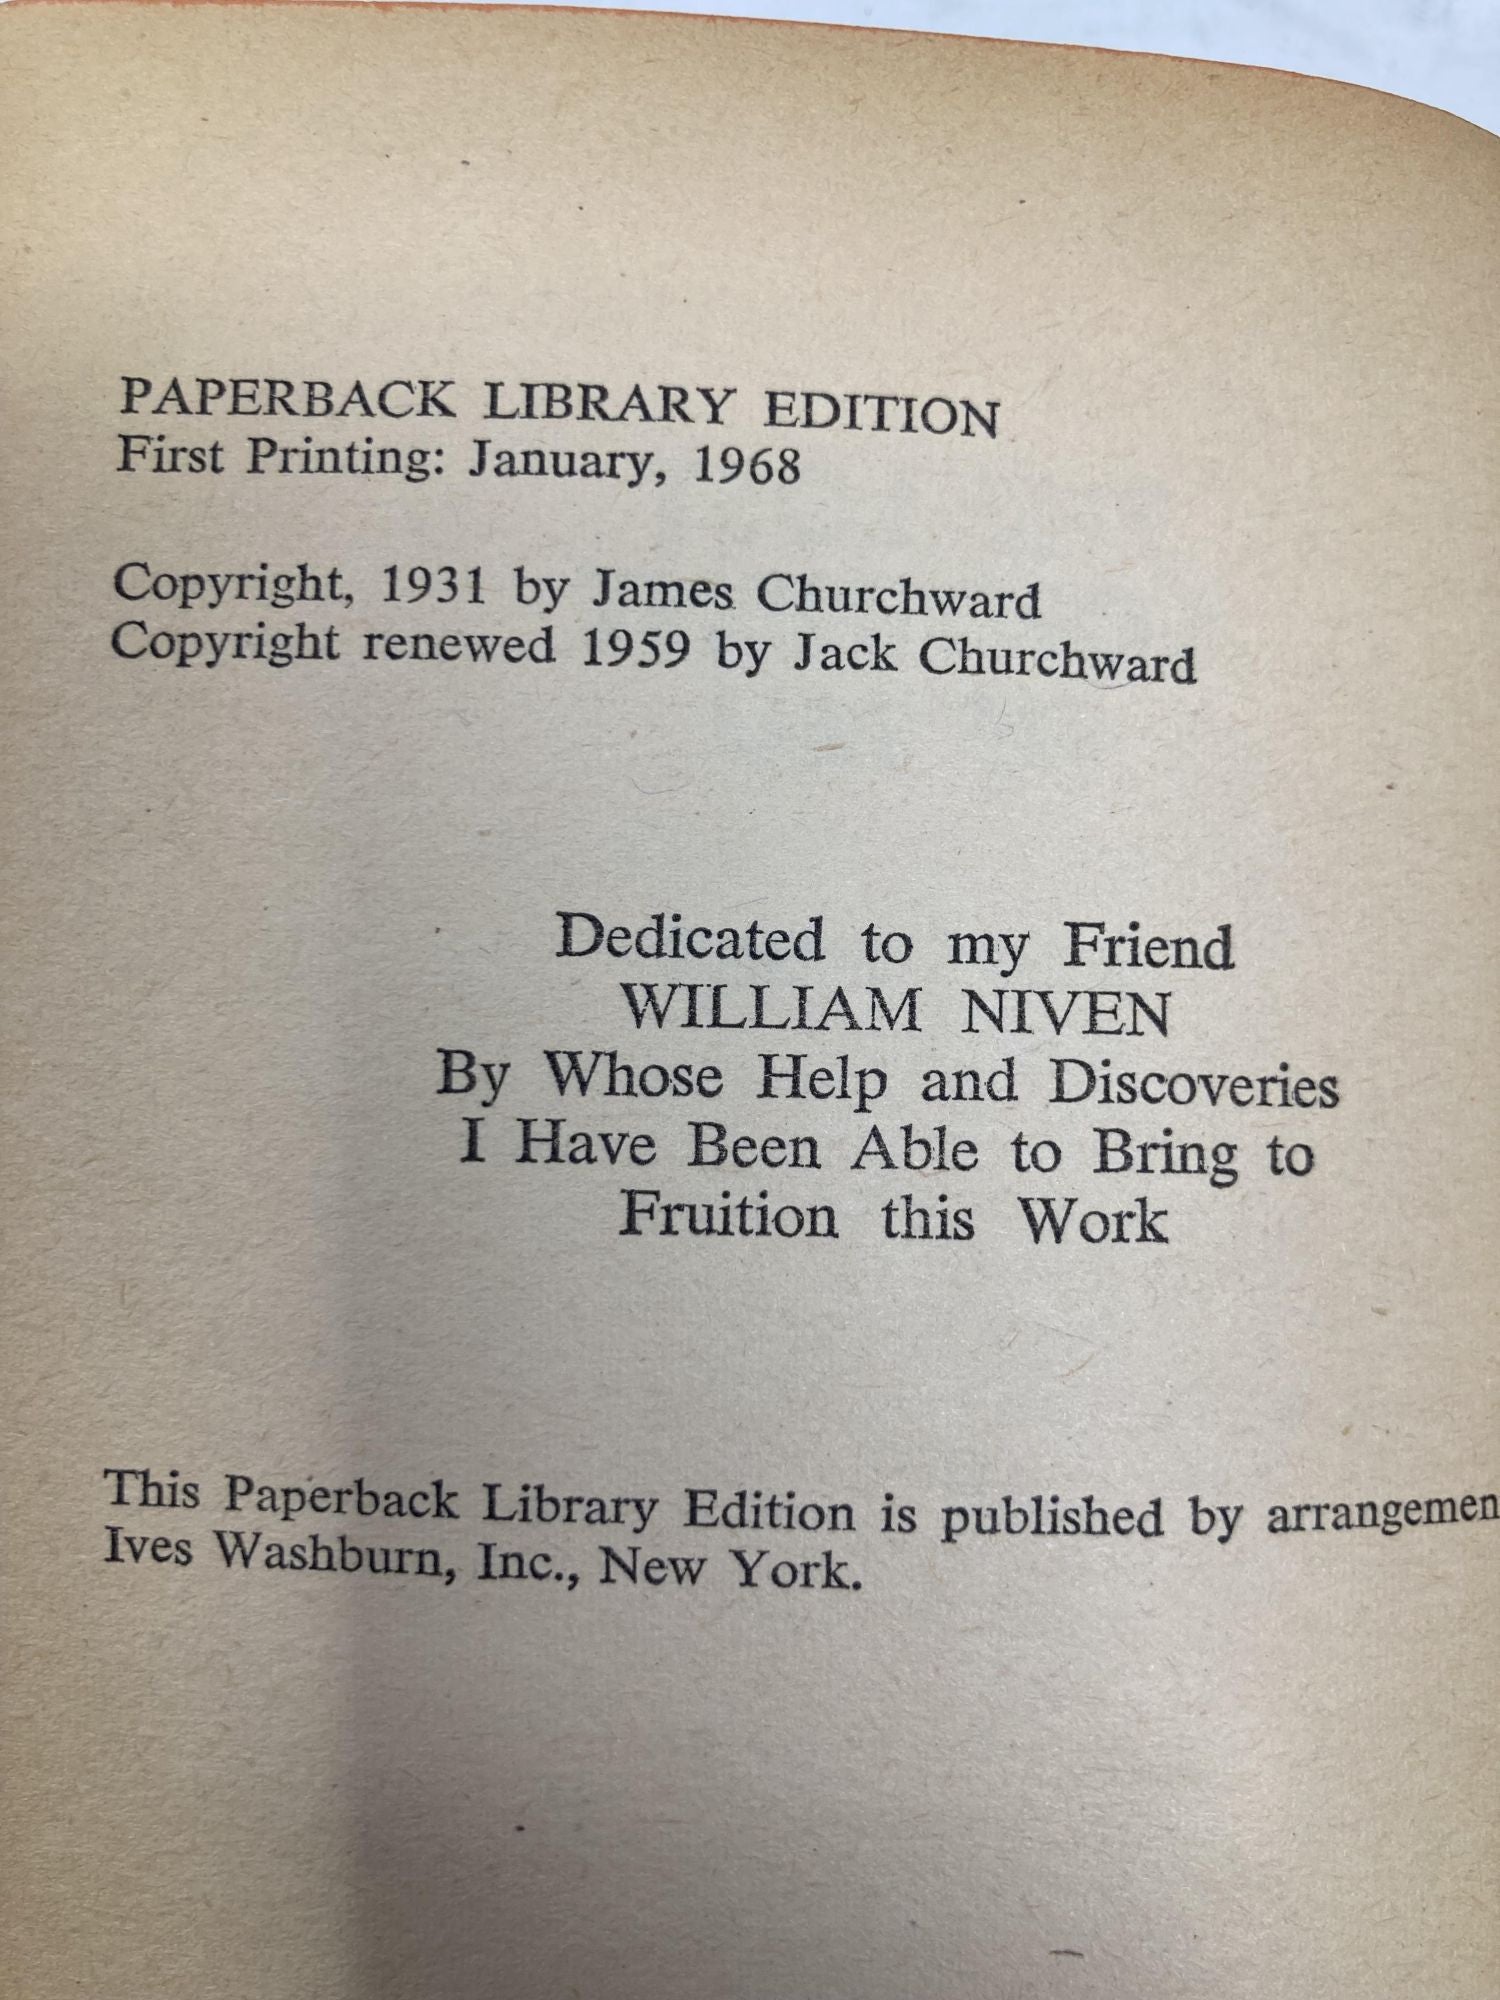 PAPERBACK LIBRARY EDITION
First Printing: January, 1968
Copyright, 1931 by James Churchward
Copyright renewed 1959 by Jack Churchward
Dedicated to my Friend
WILLIAM NIVEN
By Whose Help and Discoveries
I Have Been Able to Bring to
Fruition this Work
This Paperback Library Edition is published by arrangemen
Ives Washburn, Inc., New York.